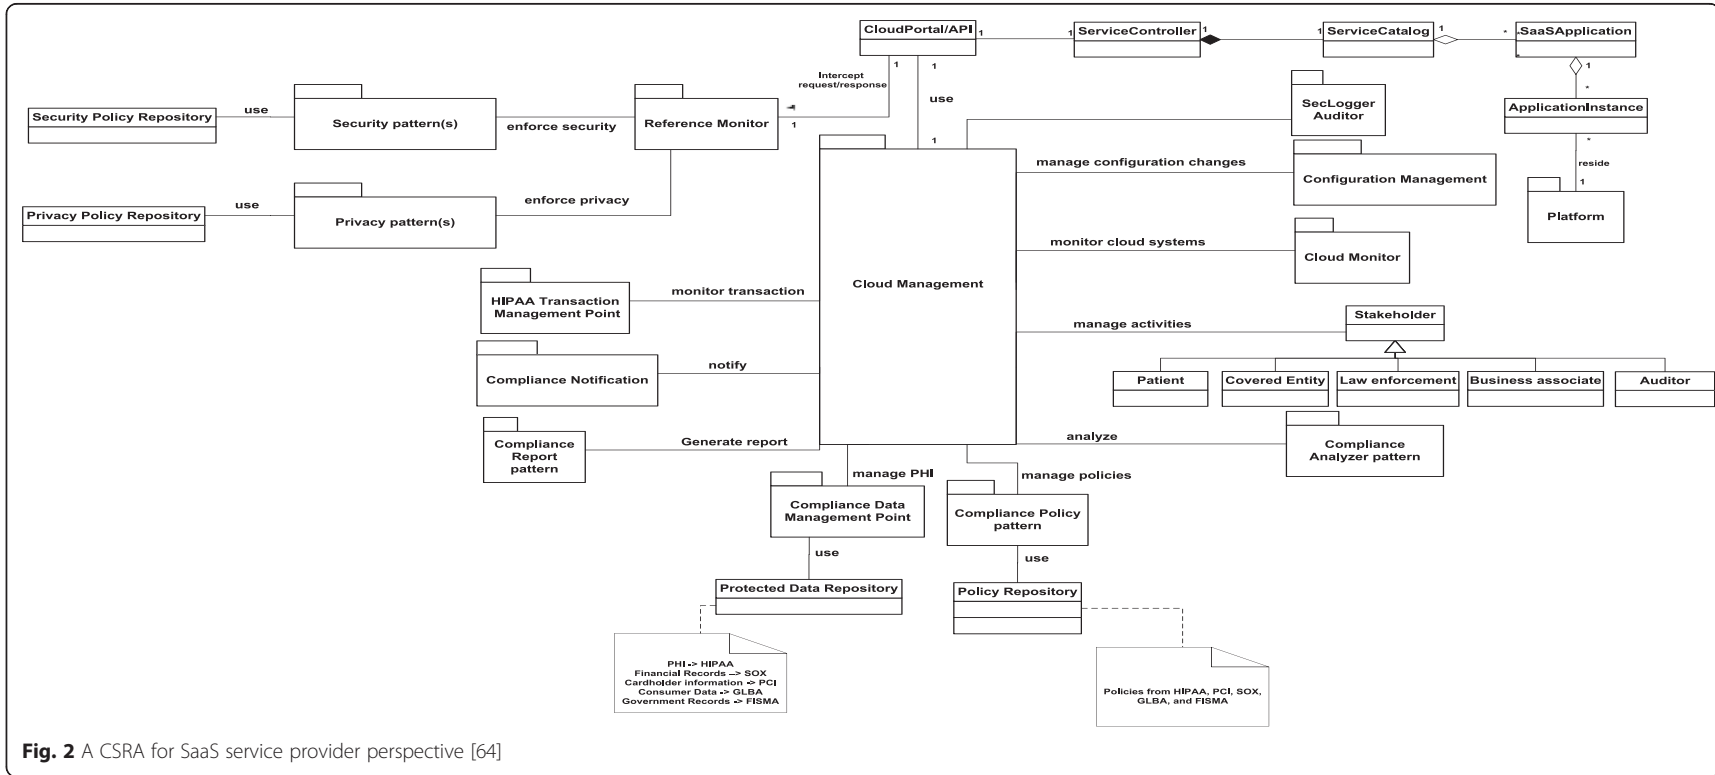 CloudPortal/API
1
1
ServiceController
1
1
ServiceCatalog
1
*
SaaSApplication
1
1
1
*
Intercept
request/response
use
1
1
SecLogger
Auditor
ApplicationInstance
*
reside
1
Platform
Security Policy Repository
use
Security pattern(s)
enforce security
Reference Monitor
manage configuration changes
Configuration Management
Privacy Policy Repository
use
Privacy pattern(s)
enforce privacy
monitor cloud systems
Cloud Monitor
Cloud Management
HIPAA Transaction
Management Point
monitor transaction
manage activities
Stakeholder
Compliance Notification
notify
Patient
Covered Entity
Law enforcement
Business associate
Auditor
Compliance
Report
pattern
Generate report
analyze
Compliance
Analyzer pattern
manage PHI
manage policies
Compliance Data
Management Point
Compliance Policy
pattern
use
use
Protected Data Repository
Policy Repository
PHI -> HIPAA
Financial Records --> SOX
Cardholder information -> PCI
Consumer Data -> GLBA
Government Records -> FISMA
Policies from HIPAA, PCI, SOX,
GLBA, and FISMA
Fig. 2 A CSRA for SaaS service provider perspective [64]